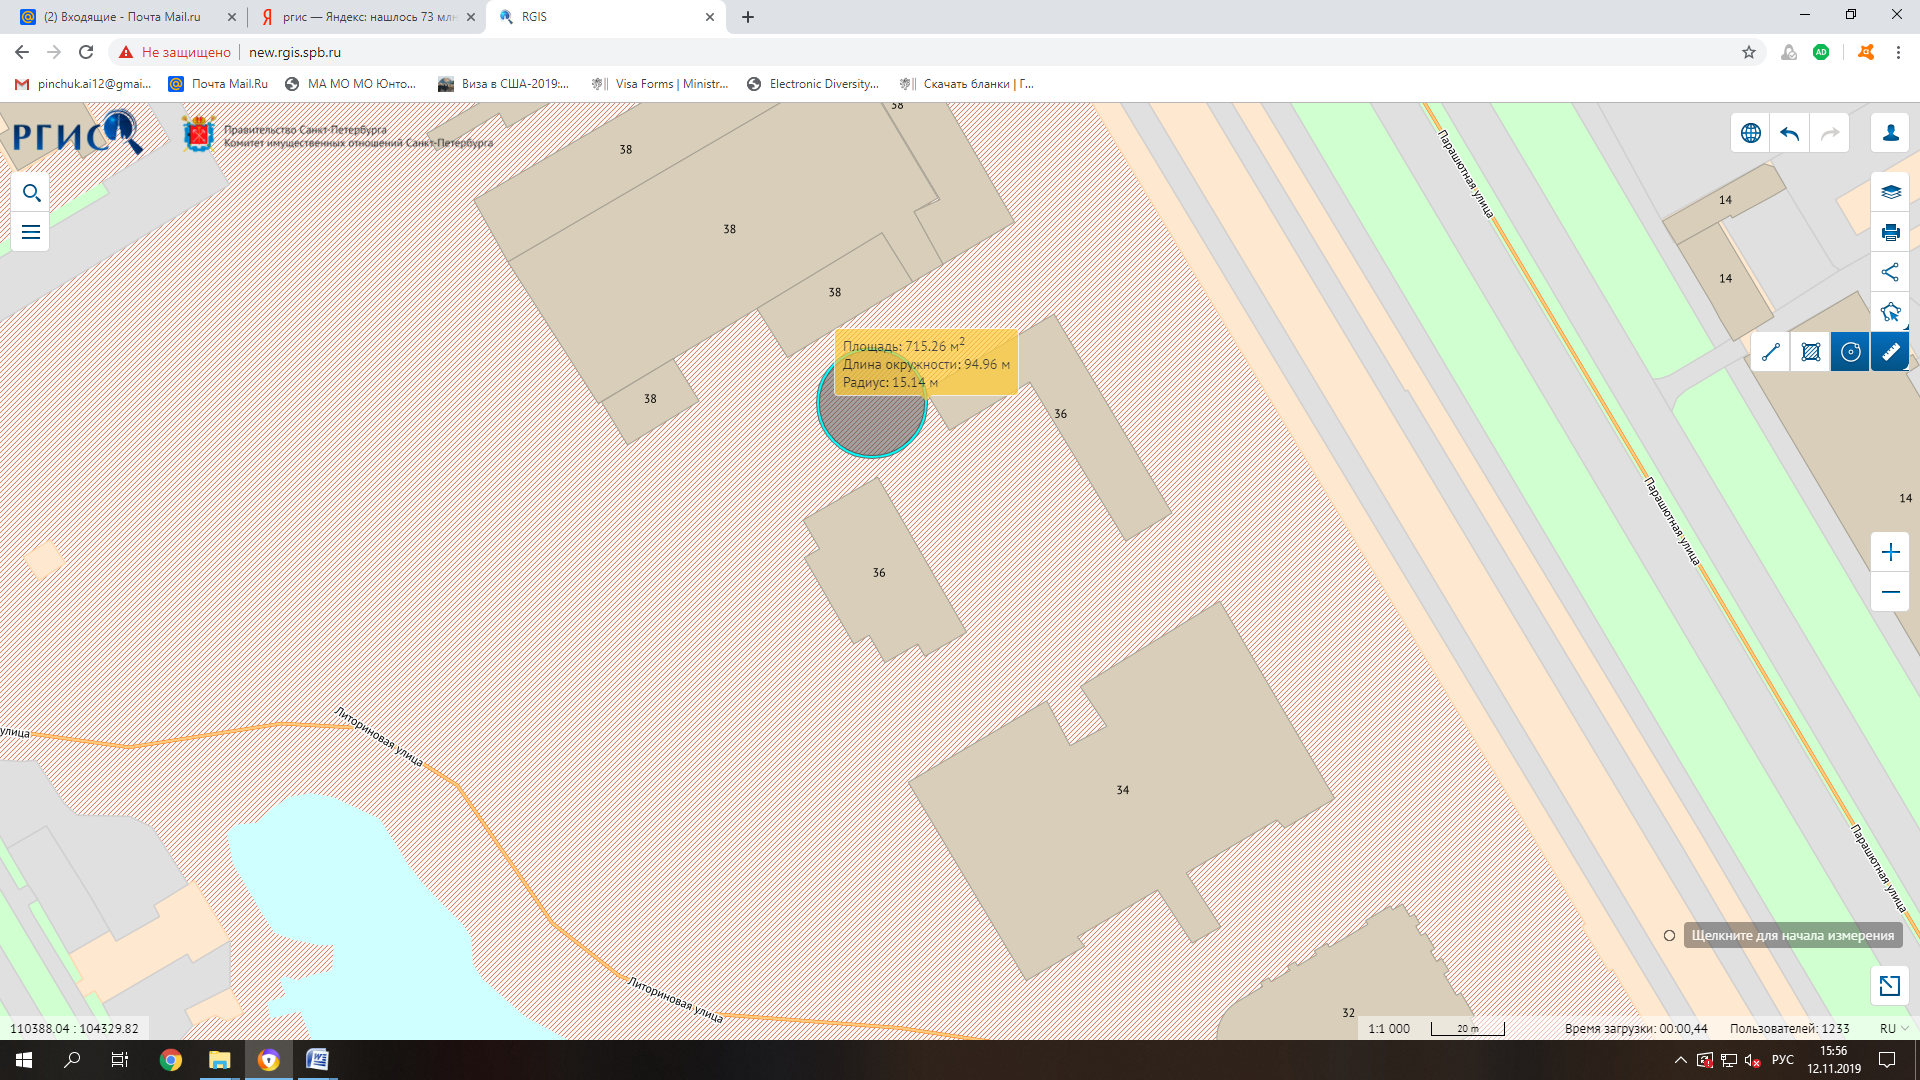 (2) Входящие - Почта Mail.ru
ргис — Яндекс: нашлось 73 млн
RGIS
Не защищено
new.rgis.spb.ru
pinchuk.ai12@gmai...
Почта Mail.Ru
МА МО МО Юнто...
Виза в США-2019:...
Visa Forms | Ministr...
Electronic Diversity...
Скачать бланки | Г...
РГИС
Правительство Санкт-Петербурга
Комитет имущественных отношений Санкт-Петербурга
38
38
38
38
38
Площадь: 715.26 м2
Длина окружности: 94.96 м
Радиус: 15.14 м
36
36
34
32
14
14
14
Парашютная улица
Парашютная улица
Парашютная улица
улица
Литориновая улица
Литориновая улица
Щелкните для начала измерения
110388.04 : 104329.82
1:1 000
20 m
Время загрузки: 00:00,44
Пользователей: 1233
RU
РУС
15:56
12.11.2019